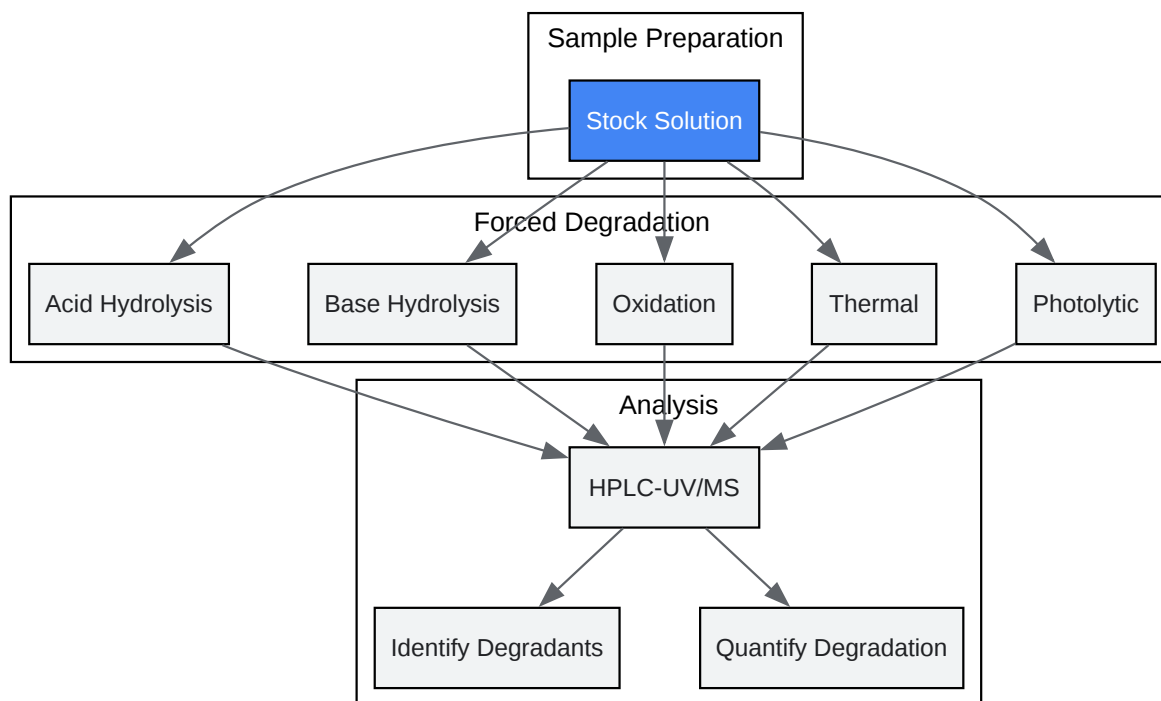 Sample Preparation
Stock Solution
Forced Degradation
Acid Hydrolysis
Base Hydrolysis
Oxidation
Thermal
Photolytic
Analysis
HPLC-UV/MS
Identify Degradants
Quantify Degradation